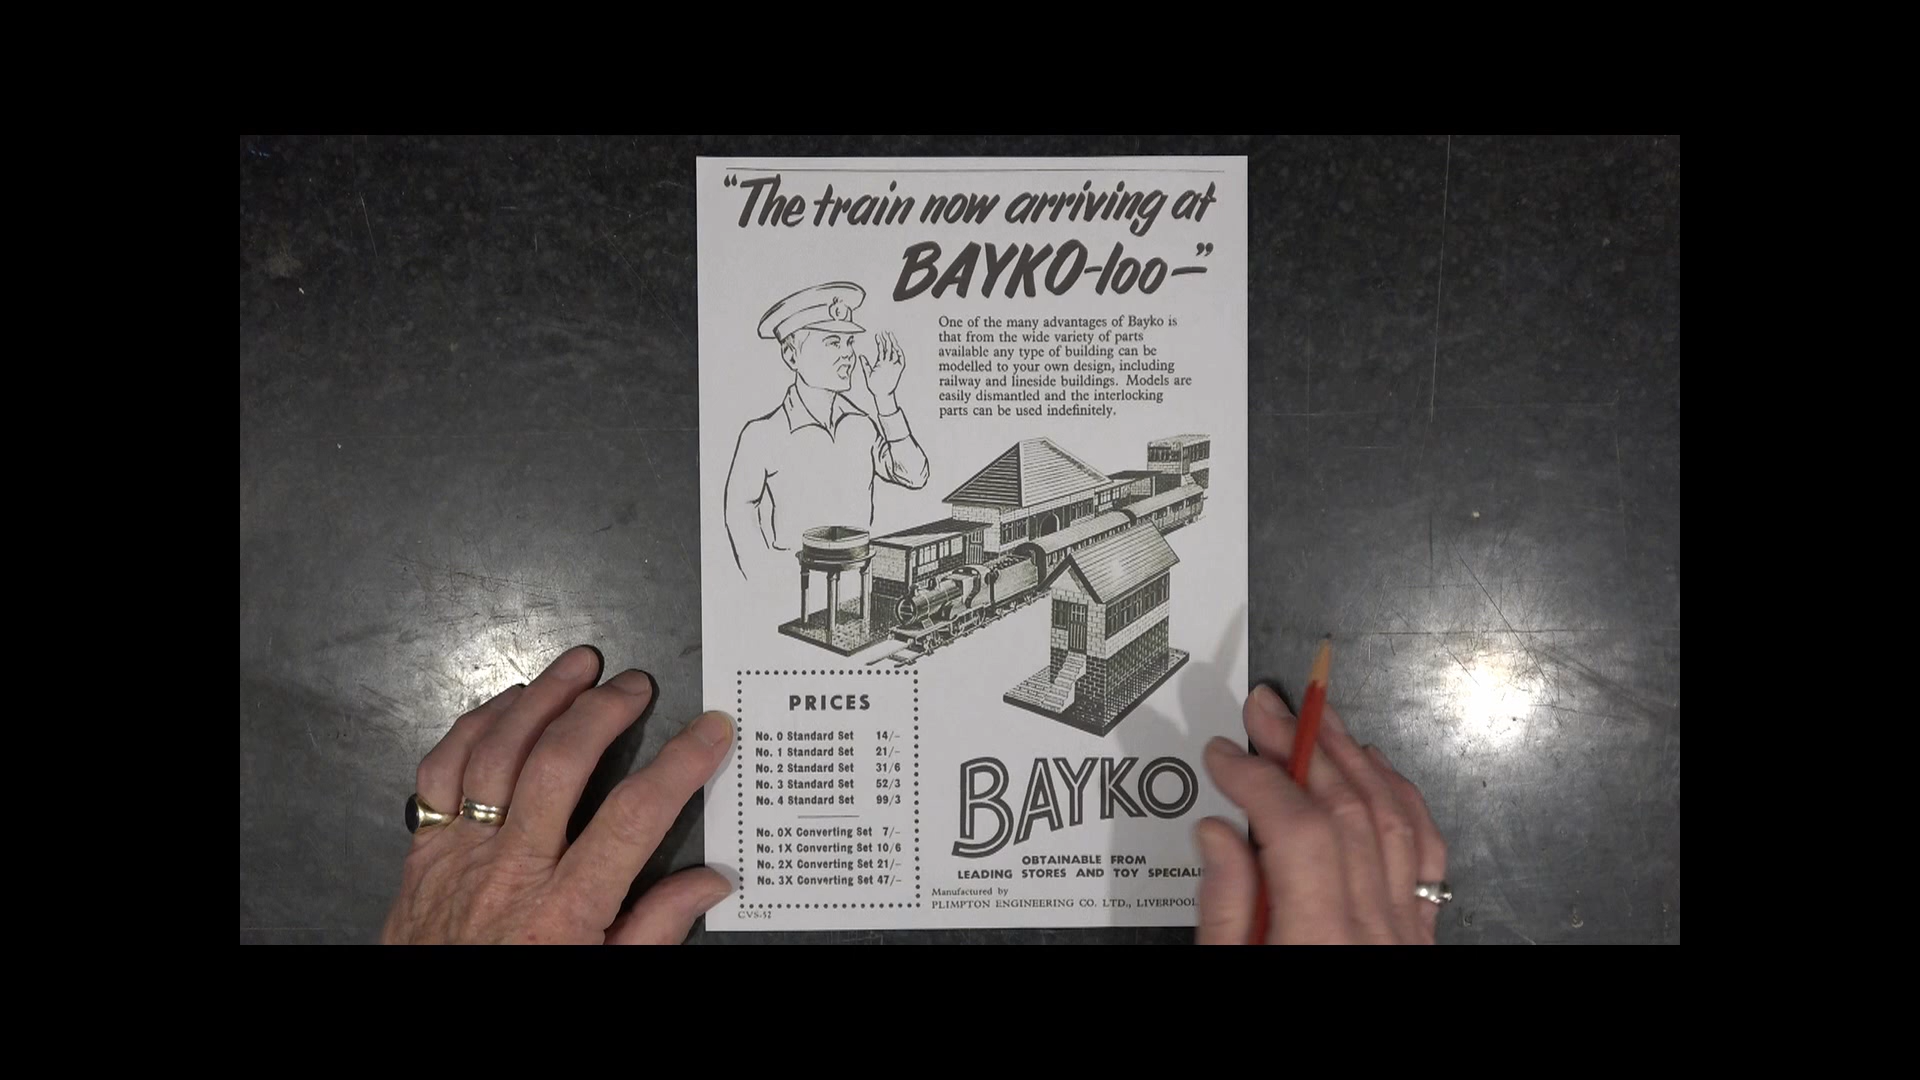 “The train now arriving at
BAYKO-loo—”
One of the many advantages of Bayko is
that from the wide variety of parts
available any type of building can be
modelled to your own design, including
railway and lineside buildings. Models are
easily dismantled and the interlocking
parts can be used indefinitely.
PRICES
No. 0 Standard Set 14/-
No. 1 Standard Set 21/-
No. 2 Standard Set 31/6
No. 3 Standard Set 52/3
No. 4 Standard Set 99/3
No. 0X Converting Set 7/-
No. 1X Converting Set 10/6
No. 2X Converting Set 21/-
No. 3X Converting Set 47/-
CVS-52
BAYKO
OBTAINABLE FROM
LEADING STORES AND TOY
Manufactured by
PLIMPTON ENGINEERING CO. LTD., LIVERPOOL